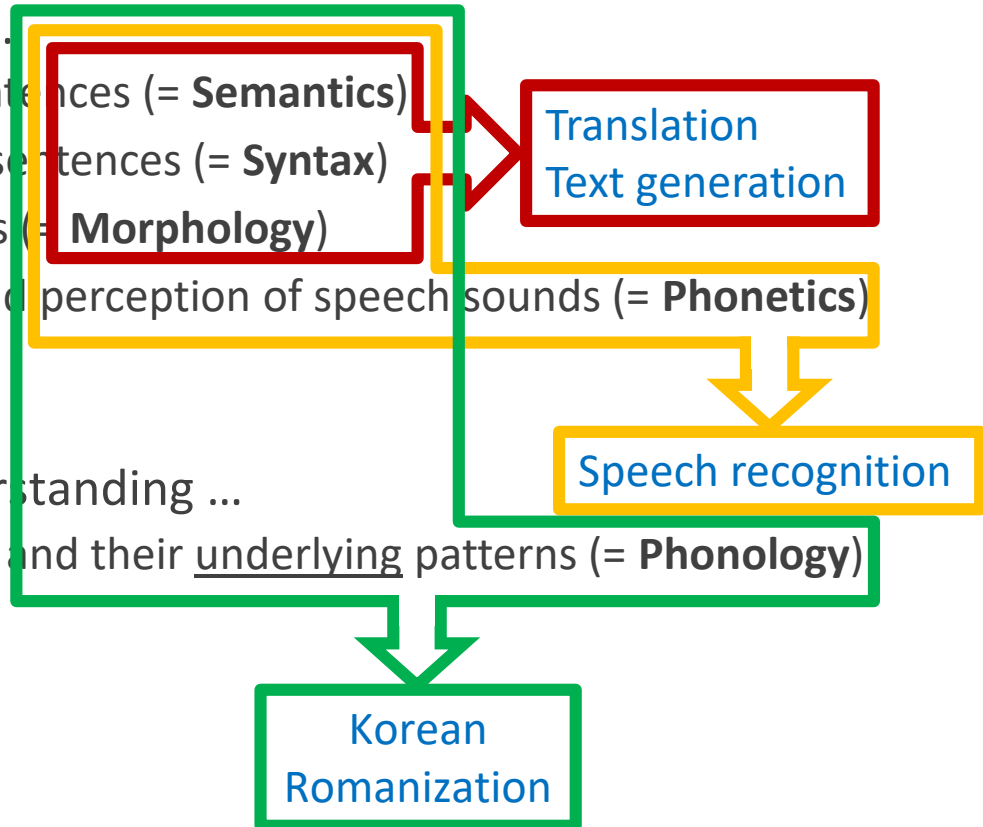 ...
tences (= Semantics)
Translation
Text generation
sentences (= Syntax)
s (= Morphology)
d perception of speech sounds (= Phonetics)
Speech recognition
rstanding ...
and their underlying patterns (= Phonology)
Korean
Romanization